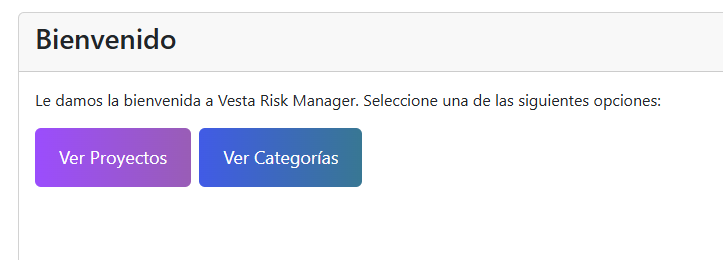 Bienvenido
Le damos la bienvenida a Vesta Risk Manager. Seleccione una de las siguientes opciones:
Ver Proyectos
Ver Categorías